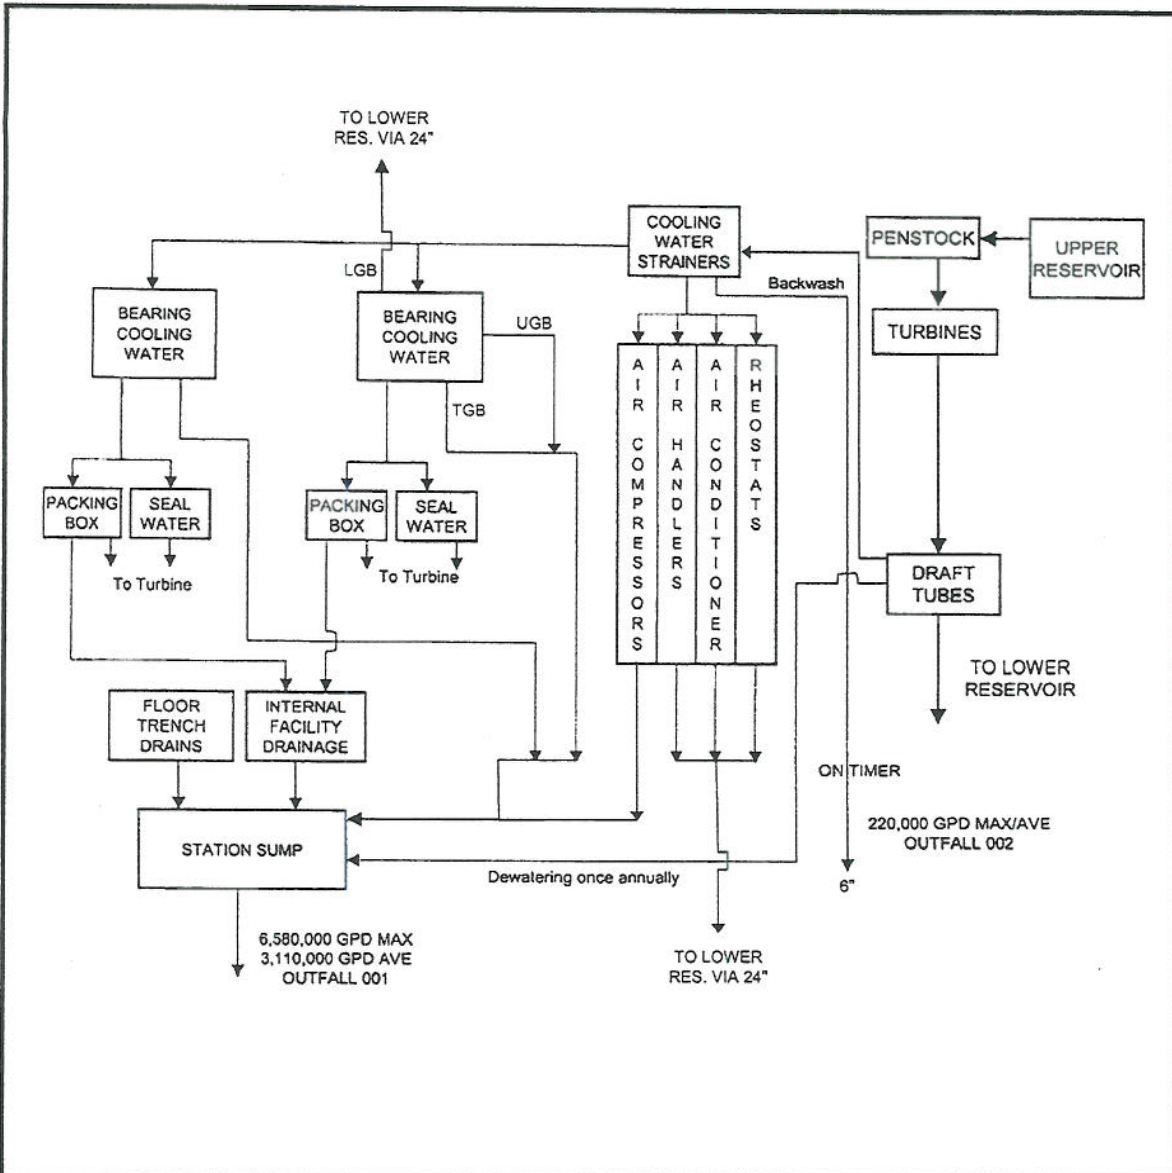 TO LOWER
RES. VIA 24"
COOLING
WATER
STRAINERS
PENSTOCK
UPPER
RESERVOIR
LGB
Backwash
BEARING
COOLING
WATER
BEARING
COOLING
WATER
UGB
TURBINES
TGB
AIR COMPRESSORS
AIR HANDLERS
AIR CONDITIONER
RHEOSTATS
PACKING
BOX
SEAL
WATER
PACKING
BOX
SEAL
WATER
To Turbine
To Turbine
DRAFT
TUBES
TO LOWER
RESERVOIR
FLOOR
TRENCH
DRAINS
INTERNAL
FACILITY
DRAINAGE
ON TIMER
220,000 GPD MAX/AVE
OUTFALL 002
STATION SUMP
Dewatering once annually
6"
6,580,000 GPD MAX
3,110,000 GPD AVE
OUTFALL 001
TO LOWER
RES. VIA 24"